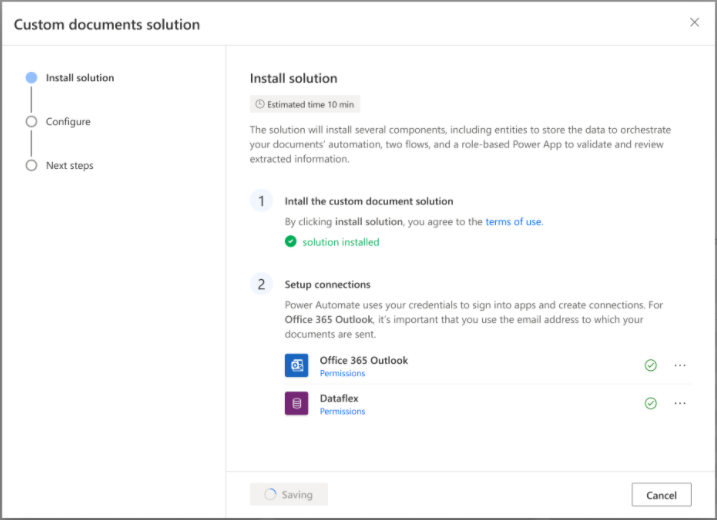 Custom documents solution
Install solution
Configure
Next steps
Install solution
Estimated time 10 min
The solution will install several components, including entities to store the data to orchestrate
your documents' automation, two flows, and a role-based Power App to validate and review
extracted information.
1
Intall the custom document solution
By clicking install solution, you agree to the terms of use.
solution installed
2
Setup connections
Power Automate uses your credentials to sign into apps and create connections. For
Office 365 Outlook, it's important that you use the email address to which your
documents are sent.
Office 365 Outlook
Permissions
Dataflex
Permissions
Saving
Cancel